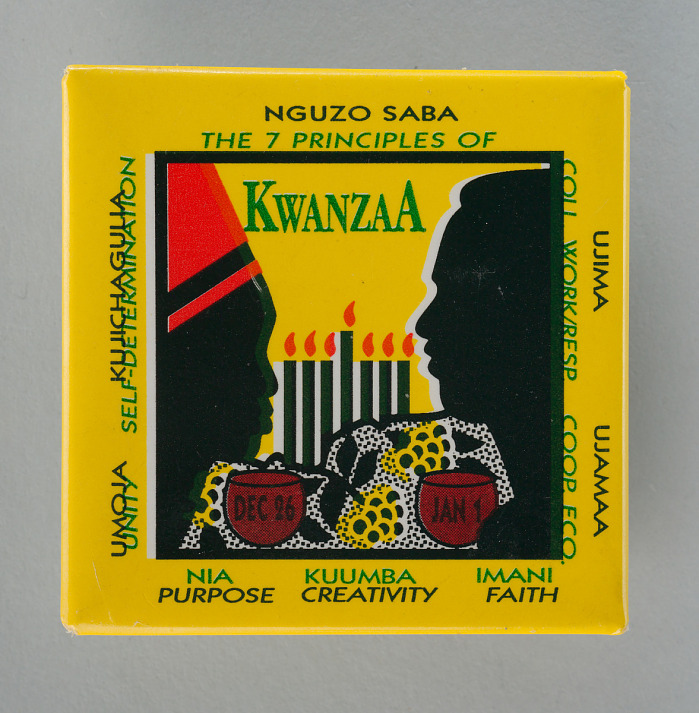 NGUZO SABA
THE 7 PRINCIPLES OF
KWANZAA
UMOJA
UNITY
KUJICHAGULIA
SELF-DETERMINATION
UJIMA
COLL WORK/RESP
UJAMAA
COOP ECO
DEC 26
JAN 1
NIA KUUMBA IMANI
PURPOSE CREATIVITY FAITH